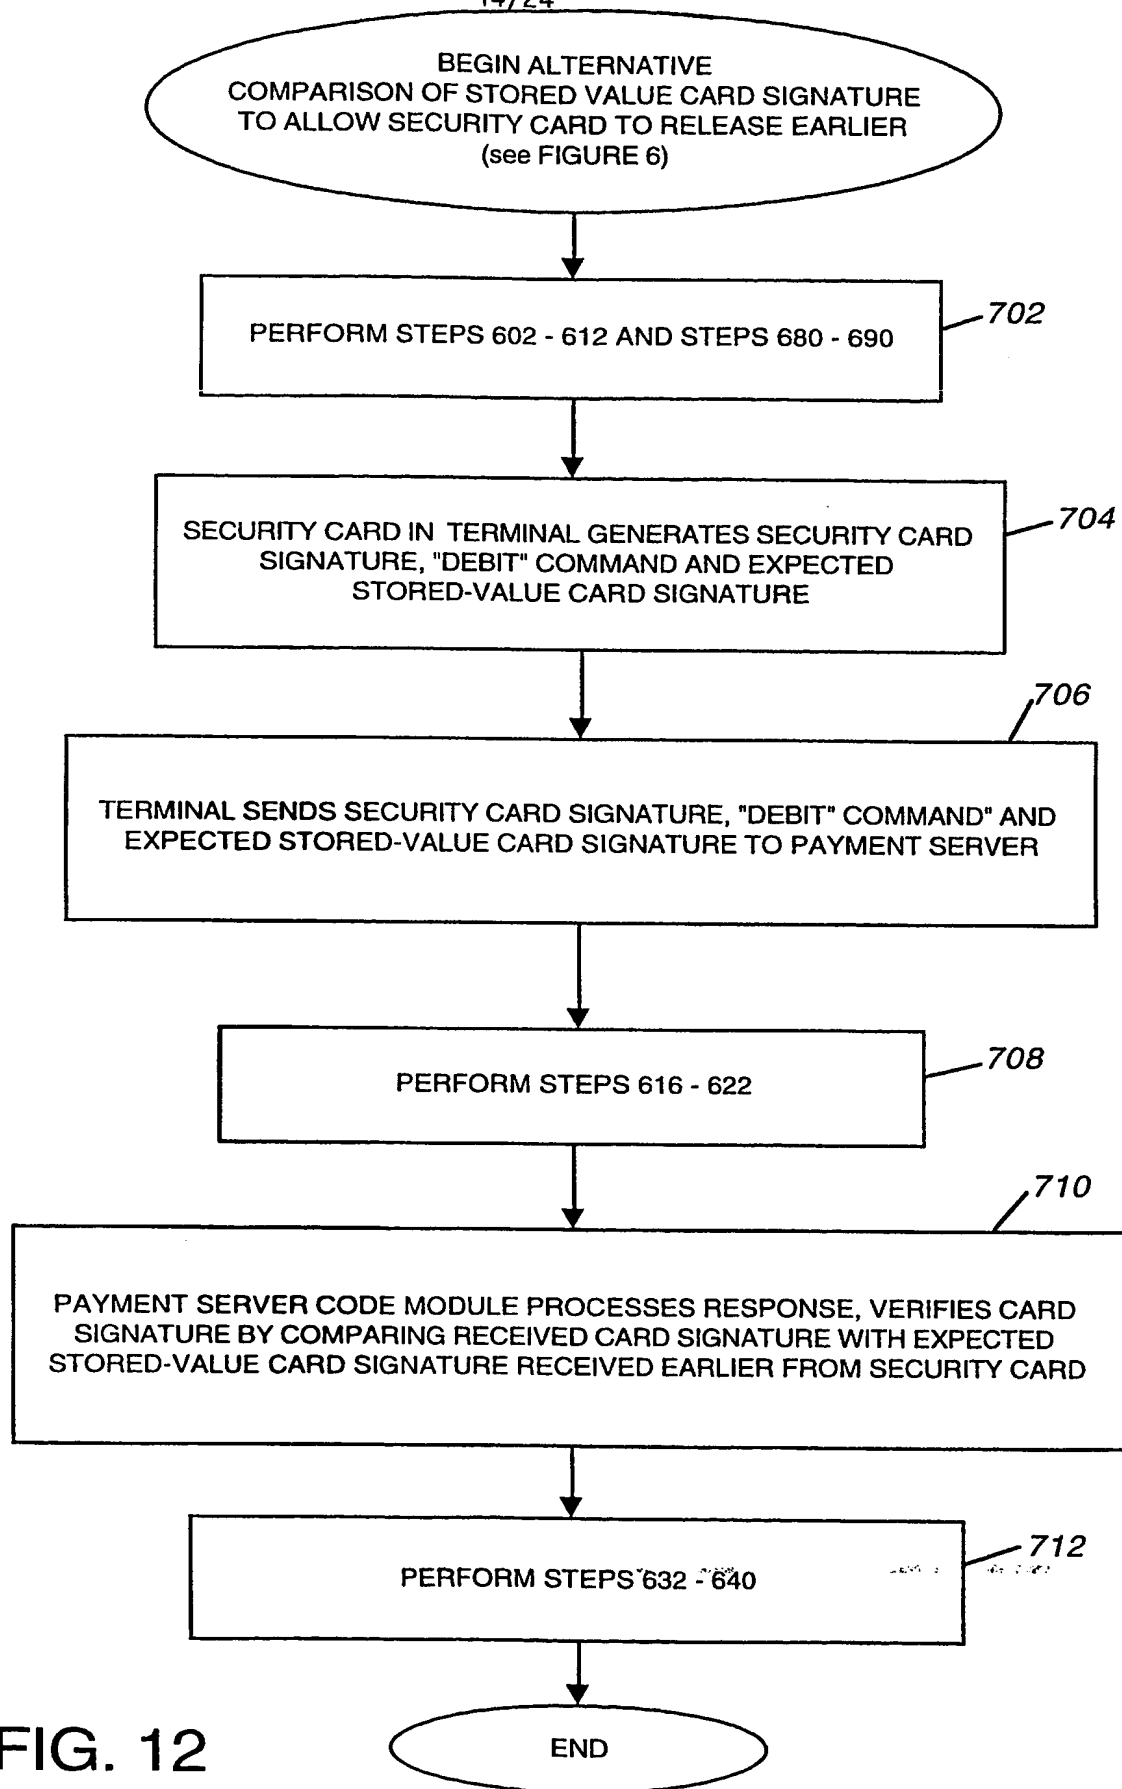 14/24
BEGIN ALTERNATIVE
COMPARISON OF STORED VALUE CARD SIGNATURE
TO ALLOW SECURITY CARD TO RELEASE EARLIER
(see FIGURE 6)
PERFORM STEPS 602 - 612 AND STEPS 680 - 690
702
SECURITY CARD IN TERMINAL GENERATES SECURITY CARD
SIGNATURE, "DEBIT" COMMAND AND EXPECTED
STORED-VALUE CARD SIGNATURE
704
706
TERMINAL SENDS SECURITY CARD SIGNATURE, "DEBIT" COMMAND" AND
EXPECTED STORED-VALUE CARD SIGNATURE TO PAYMENT SERVER
PERFORM STEPS 616 - 622
708
710
PAYMENT SERVER CODE MODULE PROCESSES RESPONSE, VERIFIES CARD
SIGNATURE BY COMPARING RECEIVED CARD SIGNATURE WITH EXPECTED
STORED-VALUE CARD SIGNATURE RECEIVED EARLIER FROM SECURITY CARD
PERFORM STEPS 632 - 640
712
END
FIG. 12